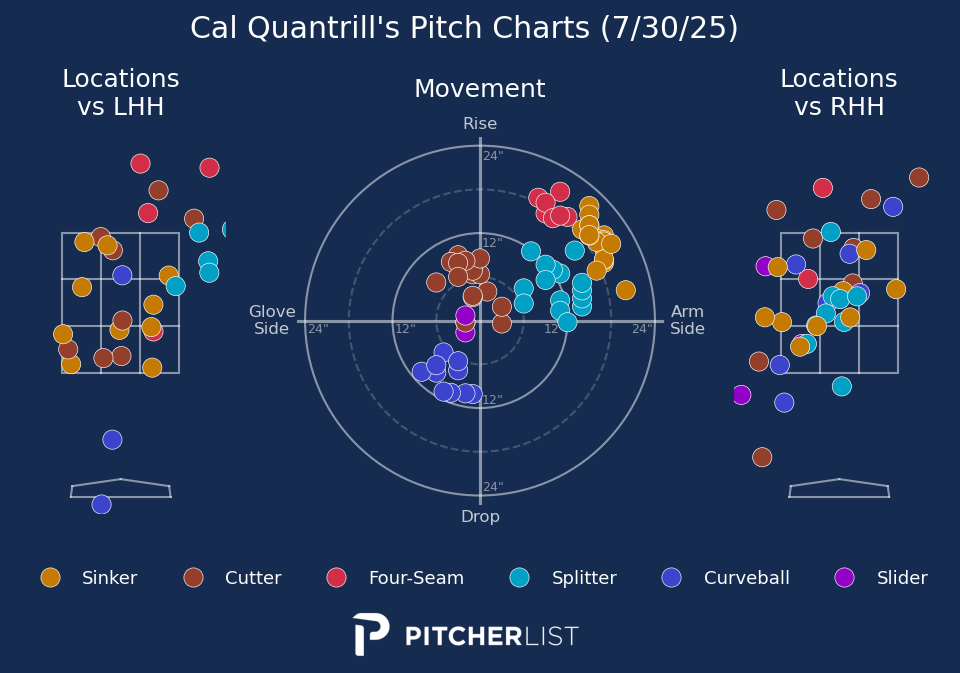 Cal Quantrill's Pitch Charts (7/30/25)
Locations
vs LHH
Movement
Locations
vs RHH
Rise
24"
12"
Glove
Side
24"
12"
12"
24"
Arm
Side
12"
24"
Drop
Sinker
Cutter
Four-Seam
Splitter
Curveball
Slider
PITCHERLIST